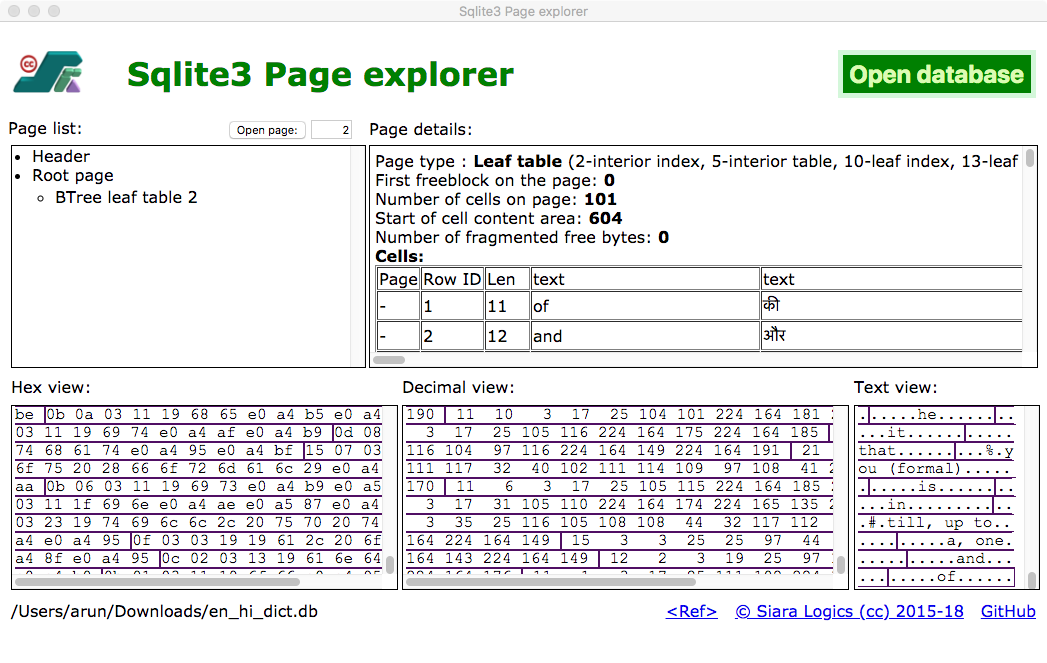 Sqlite3 Page explorer
cc
Sqlite3 Page explorer
Open database
Page list:
Open page: 2
Page details:
• Header
• Root page
◦ BTree leaf table 2
Page type : Leaf table (2-interior index, 5-interior table, 10-leaf index, 13-leaf
First freeblock on the page: 0
Number of cells on page: 101
Start of cell content area: 604
Number of fragmented free bytes: 0
Cells:
Page Row ID Len text text
- 1 11 of की
- 2 12 and और
Hex view:
be 0b 0a 03 11 19 68 65 e0 a4 b5 e0 a4
03 11 19 69 74 e0 a4 af e0 a4 b9 0d 08
74 68 61 74 e0 a4 95 e0 a4 bf 15 07 03
6f 75 20 28 66 6f 72 6d 61 6c 29 e0 a4
aa 0b 06 03 11 19 69 73 e0 a4 b9 e0 a5
03 11 1f 69 6e e0 a4 ae e0 a5 87 e0 a4
03 23 19 74 69 6c 6c 2c 20 75 70 20 74
a4 e0 a4 95 0f 03 03 19 19 61 2c 20 6f
a4 8f e0 a4 95 0c 02 03 13 19 61 6e 64
Decimal view:
190 11 10 3 17 25 104 101 224 164 181
3 17 25 105 116 224 164 175 224 164 185
116 104 97 116 224 164 149 224 164 191 21
111 117 32 40 102 111 114 109 97 108 41
170 11 6 3 17 25 105 115 224 164 185
3 17 31 105 110 224 164 174 224 165 135
3 35 25 116 105 108 108 44 32 117 112
164 224 164 149 15 3 3 25 25 97 44
164 143 224 164 149 12 2 3 19 25 97
Text view:
......he........
...it...........
that.........%.y
ou (formal).....
......is........
...in...........
.#.till, up to..
.........a, one.
..........and...
........of......
/Users/arun/Downloads/en_hi_dict.db
<Ref> © Siara Logics (cc) 2015-18 GitHub